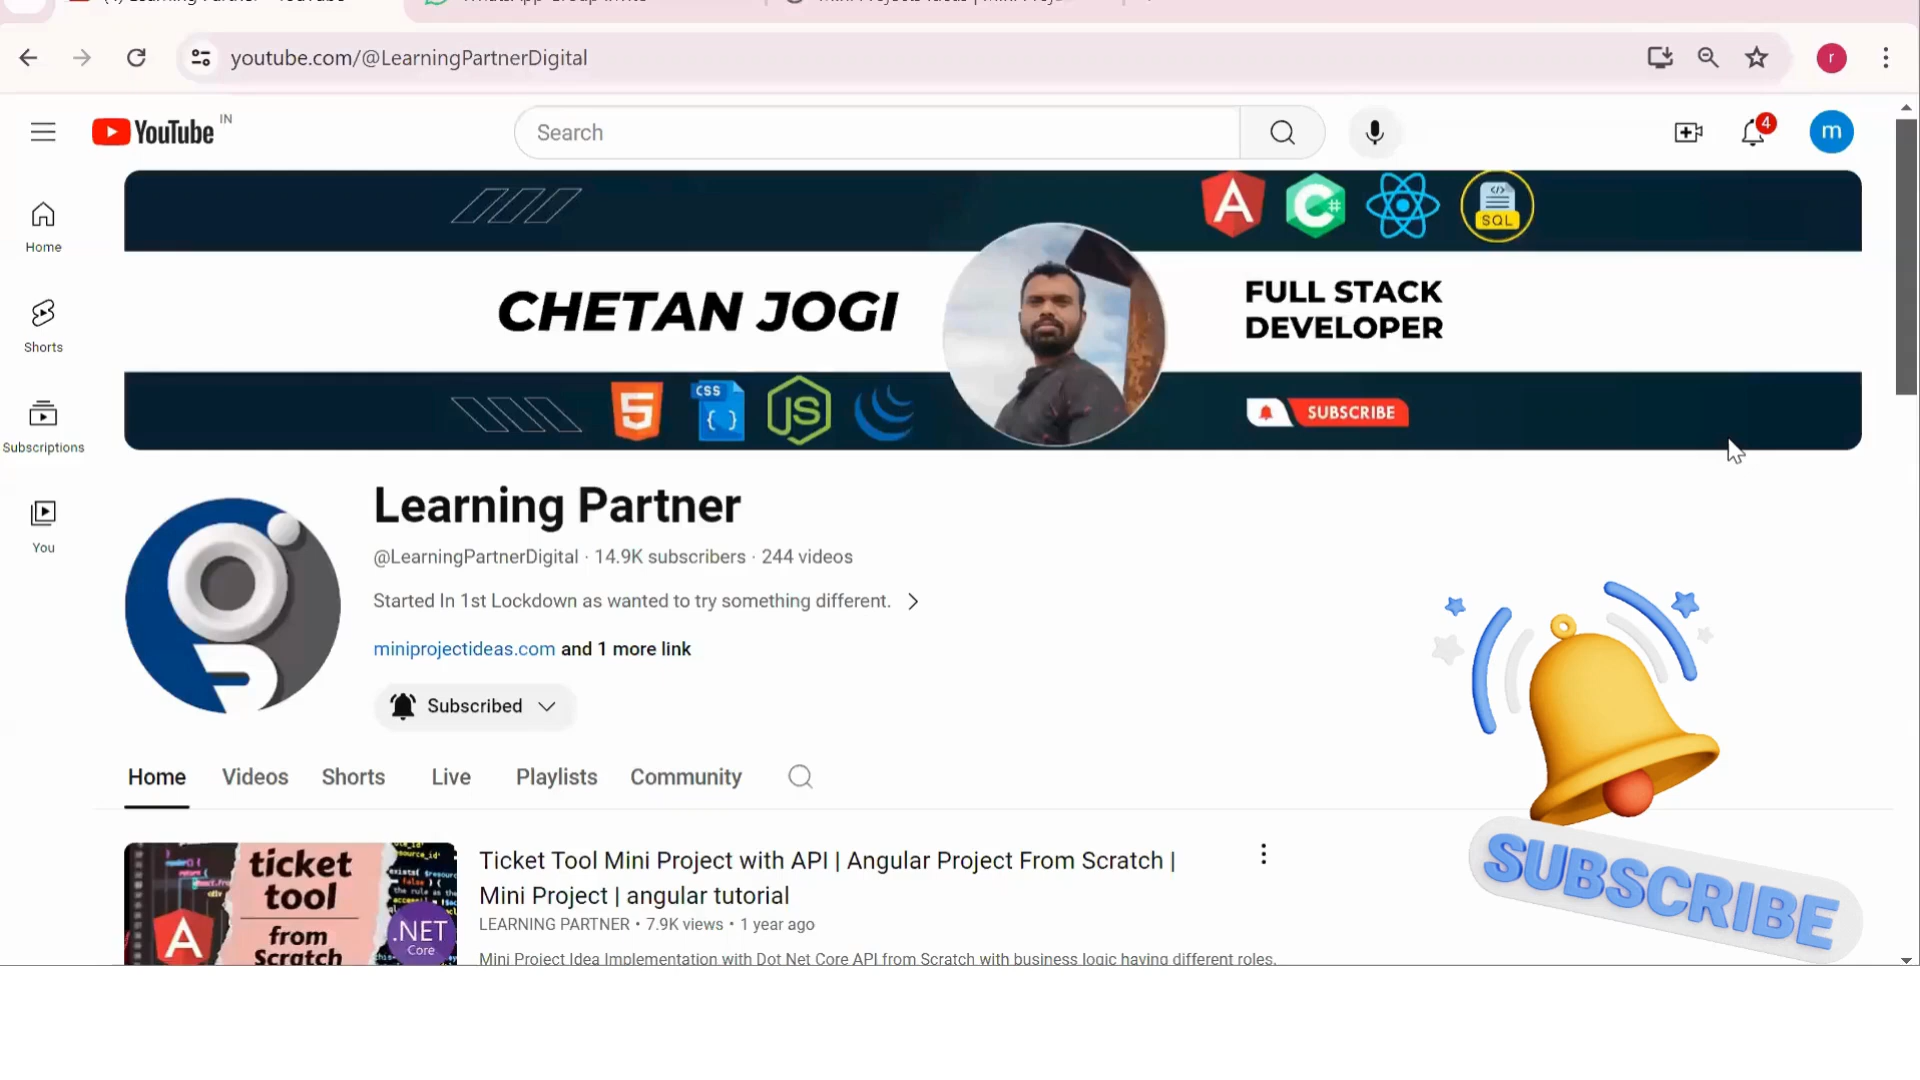 youtube.com/@LearningPartnerDigital
r
YouTube IN
Search
4
m
Home
Shorts
Subscriptions
You
CHETAN JOGI
FULL STACK
DEVELOPER
SQL
5
CSS
JS
SUBSCRIBE
Learning Partner
@LearningPartnerDigital · 14.9K subscribers · 244 videos
Started In 1st Lockdown as wanted to try something different.
miniprojectideas.com and 1 more link
Subscribed
Home Videos Shorts Live Playlists Community
ticket
tool
from
Scratch
.NET
Core
Ticket Tool Mini Project with API | Angular Project From Scratch |
Mini Project | angular tutorial
LEARNING PARTNER • 7.9K views • 1 year ago
Mini Project Idea Implementation with Dot Net Core API from Scratch with business logic having different roles.
SUBSCRIBE